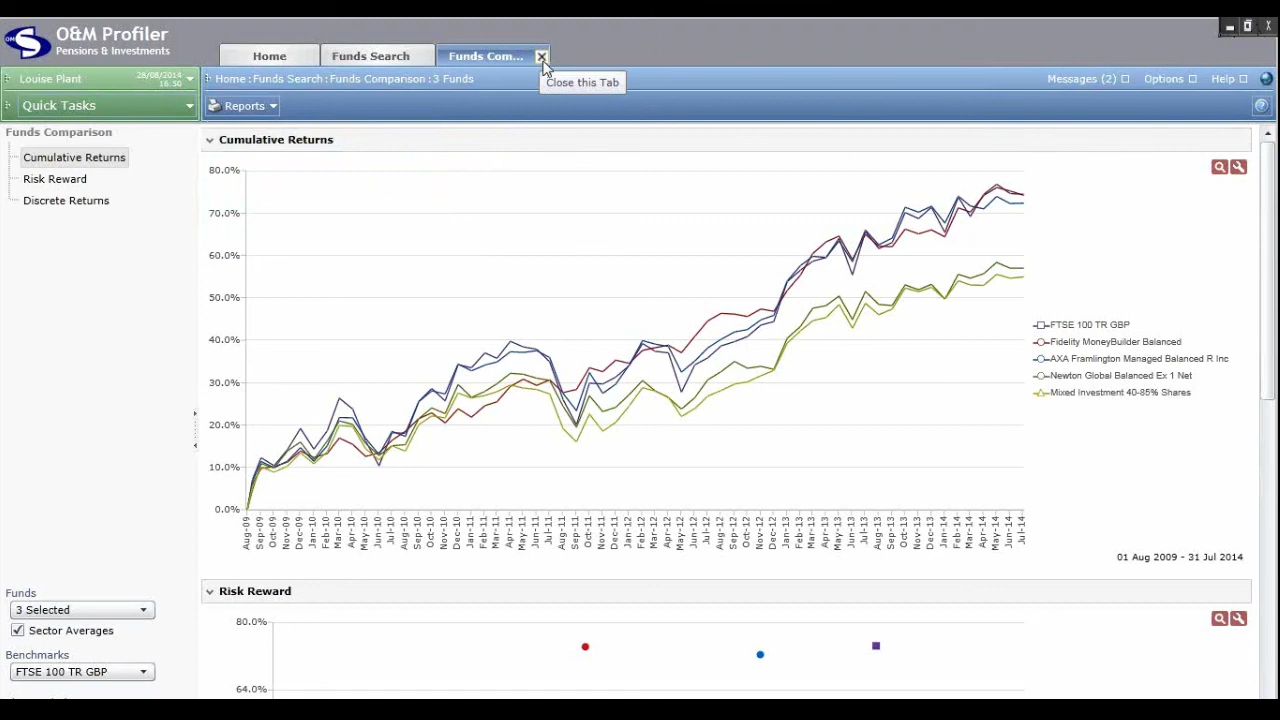 O&M Profiler
Pensions & Investments
OMS
Home
Funds Search
Funds Com...
Close this Tab
Louise Plant
28/08/2014
16:50
Home : Funds Search : Funds Comparison : 3 Funds
Messages (2)
Options
Help
Quick Tasks
Reports
Funds Comparison
Cumulative Returns
Risk Reward
Discrete Returns
Cumulative Returns
80.0%
70.0%
60.0%
50.0%
40.0%
30.0%
20.0%
10.0%
0.0%
Aug-09
Sep-09
Oct-09
Nov-09
Dec-09
Jan-10
Feb-10
Mar-10
Apr-10
May-10
Jun-10
Jul-10
Aug-10
Sep-10
Oct-10
Nov-10
Dec-10
Jan-11
Feb-11
Mar-11
Apr-11
May-11
Jun-11
Jul-11
Aug-11
Sep-11
Oct-11
Nov-11
Dec-11
Jan-12
Feb-12
Mar-12
Apr-12
May-12
Jun-12
Jul-12
Aug-12
Sep-12
Oct-12
Nov-12
Dec-12
Jan-13
Feb-13
Mar-13
Apr-13
May-13
Jun-13
Jul-13
Aug-13
Sep-13
Oct-13
Nov-13
Dec-13
Jan-14
Feb-14
Mar-14
Apr-14
May-14
Jun-14
Jul-14
FTSE 100 TR GBP
Fidelity MoneyBuilder Balanced
AXA Framlington Managed Balanced R Inc
Newton Global Balanced Ex 1 Net
Mixed Investment 40-85% Shares
01 Aug 2009 - 31 Jul 2014
Funds
3 Selected
Sector Averages
Benchmarks
FTSE 100 TR GBP
Risk Reward
80.0%
64.0%